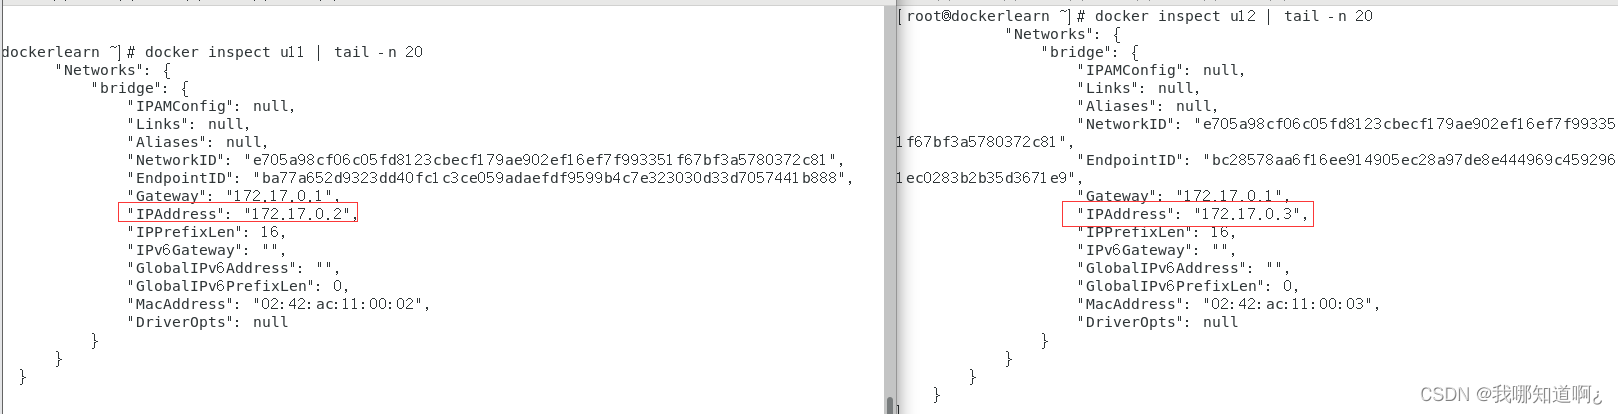 dockerlearn ~]# docker inspect u11 | tail -n 20
"Networks": {
"bridge": {
"IPAMConfig": null,
"Links": null,
"Aliases": null,
"NetworkID": "e705a98cf06c05fd8123cbecf179ae902ef16ef7f993351f67bf3a5780372c81",
"EndpointID": "ba77a652d9323dd40fc1c3ce059adaefdf9599b4c7e323030d33d7057441b888",
"Gateway": "172.17.0.1",
"IPAddress": "172.17.0.2",
"IPPrefixLen": 16,
"IPv6Gateway": "",
"GlobalIPv6Address": "",
"GlobalIPv6PrefixLen": 0,
"MacAddress": "02:42:ac:11:00:02",
"DriverOpts": null
}
}
}
[root@dockerlearn ~]# docker inspect u12 | tail -n 20
"Networks": {
"bridge": {
"IPAMConfig": null,
"Links": null,
"Aliases": null,
"NetworkID": "e705a98cf06c05fd8123cbecf179ae902ef16ef7f99335
1f67bf3a5780372c81",
"EndpointID": "bc28578aa6f16ee914905ec28a97de8e444969c459296
1ec0283b2b35d3671e9",
"Gateway": "172.17.0.1",
"IPAddress": "172.17.0.3",
"IPPrefixLen": 16,
"IPv6Gateway": "",
"GlobalIPv6Address": "",
"GlobalIPv6PrefixLen": 0,
"MacAddress": "02:42:ac:11:00:03",
"DriverOpts": null
}
}
}
}
CSDN @我哪知道啊¿